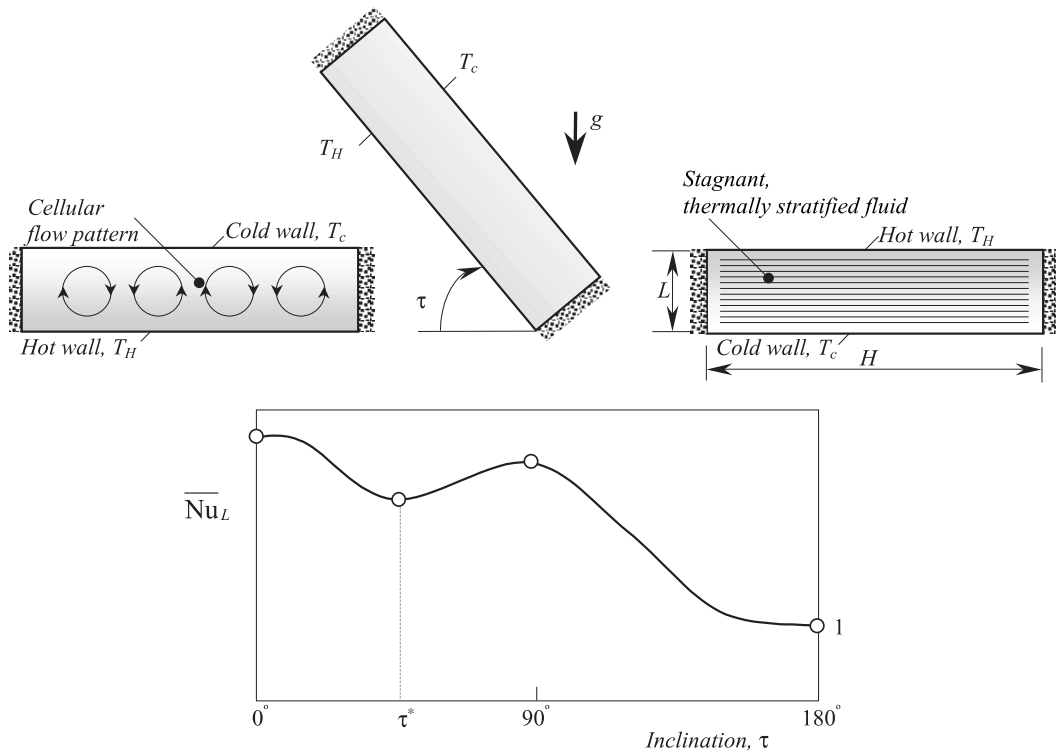 T_c
T_H
g
τ
Cellular
flow pattern
Cold wall, T_c
Hot wall, T_H
Stagnant,
thermally stratified fluid
Hot wall, T_H
L
Cold wall, T_c
H
Nu_L
1
0° τ* 90° 180°
Inclination, τ